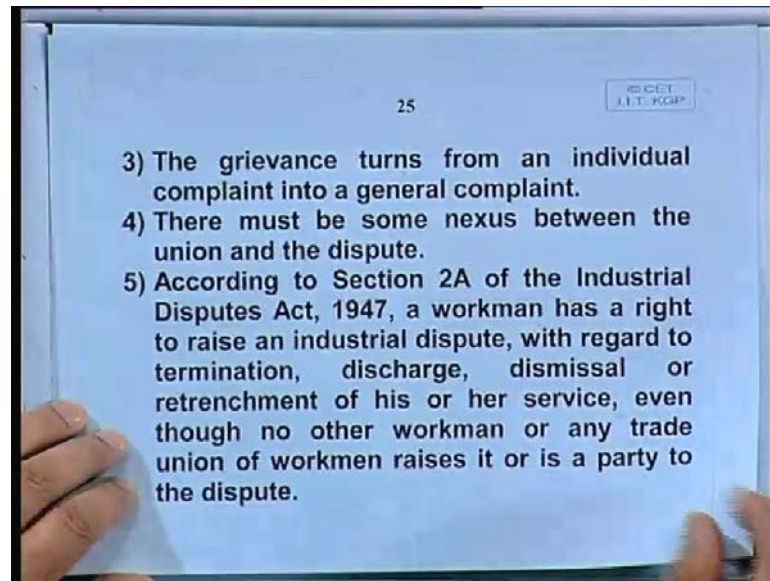 25
© CET
I.I.T. KGP
3) The grievance turns from an individual
complaint into a general complaint.
4) There must be some nexus between the
union and the dispute.
5) According to Section 2A of the Industrial
Disputes Act, 1947, a workman has a right
to raise an industrial dispute, with regard to
termination, discharge, dismissal or
retrenchment of his or her service, even
though no other workman or any trade
union of workmen raises it or is a party to
the dispute.